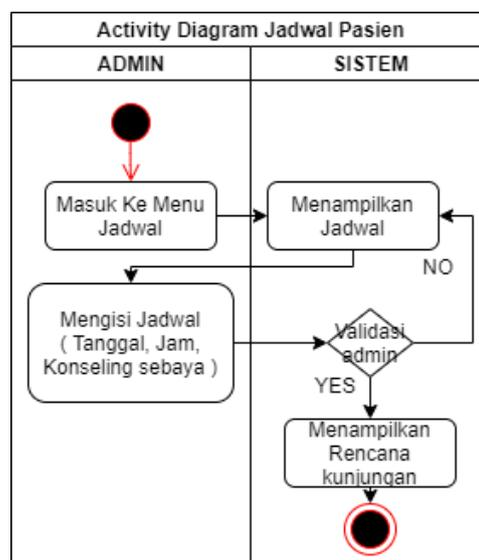 Activity Diagram Jadwal Pasien
ADMIN
SISTEM
Masuk Ke Menu
Jadwal
Menampilkan
Jadwal
NO
Mengisi Jadwal
( Tanggal, Jam,
Konseling sebaya )
Validasi
admin
YES
Menampilkan
Rencana
kunjungan